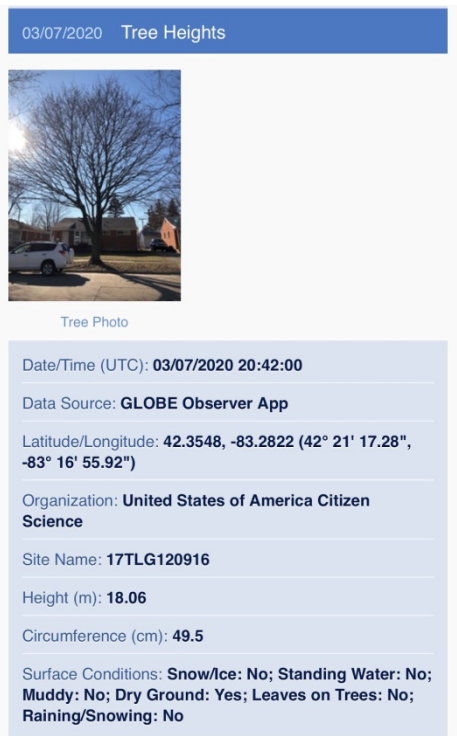 03/07/2020 Tree Heights
Tree Photo
Date/Time (UTC): 03/07/2020 20:42:00
Data Source: GLOBE Observer App
Latitude/Longitude: 42.3548, -83.2822 (42° 21' 17.28",
-83° 16' 55.92")
Organization: United States of America Citizen
Science
Site Name: 17TLG120916
Height (m): 18.06
Circumference (cm): 49.5
Surface Conditions: Snow/Ice: No; Standing Water: No;
Muddy: No; Dry Ground: Yes; Leaves on Trees: No;
Raining/Snowing: No